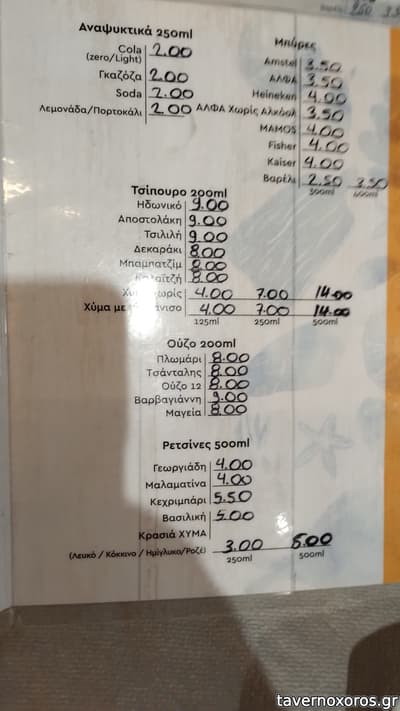 Αναψυκτικά 250ml
Cola 2.00
(zero/Light)
Γκαζόζα 2.00
Soda 2.00
Λεμονάδα/Πορτοκάλι 2.00
Μπύρες
Amstel 3.50
ΑΛΦΑ 3.50
Heineken 4.00
ΑΛΦΑ Χωρίς Αλκοόλ 3.50
MAMOS 4.00
Fisher 4.00
Kaiser 4.00
Βαρέλι 2.50 3.50
300ml 400ml
Τσίπουρο 200ml
Ηδωνικό 9.00
Αποστολάκη 9.00
Τσιλιλή 9.00
Δεκαράκι 8.00
Μπαμπατζίμ 8.00
8.00
χωρίς 4.00 7.00 14.00
Χύμα με γλυκάνισο 4.00 7.00 14.00
125ml 250ml 500ml
Ούζο 200ml
Πλωμάρι 8.00
Τσάνταλης 8.00
Ούζο 12 8.00
Βαρβαγιάννη 9.00
Μαγεία 8.00
Ρετσίνες 500ml
Γεωργιάδη 4.00
Μαλαματίνα 4.00
Κεχριμπάρι 5.50
Βασιλική 5.00
Κρασιά ΧΥΜΑ
(Λευκό / Κόκκινο / Ημίγλυκο/Ροζέ) 3.00 6.00
250ml 500ml
tavernoxoros.gr